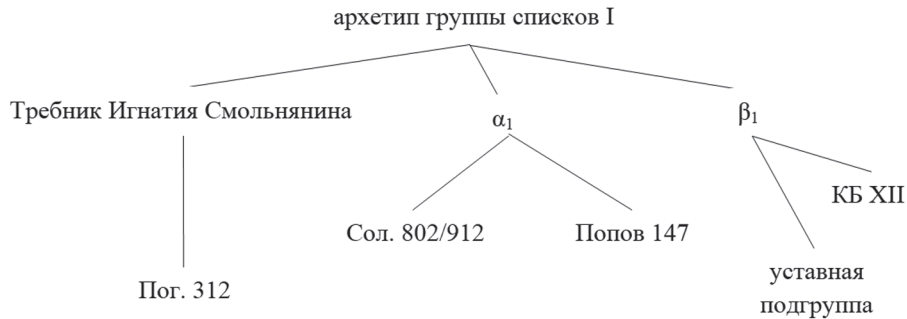 архетип группы списков I
Требник Игнатия Смольнянина
α₁
β₁
КБ XII
Сол. 802/912
Попов 147
уставная
подгруппа
Пог. 312